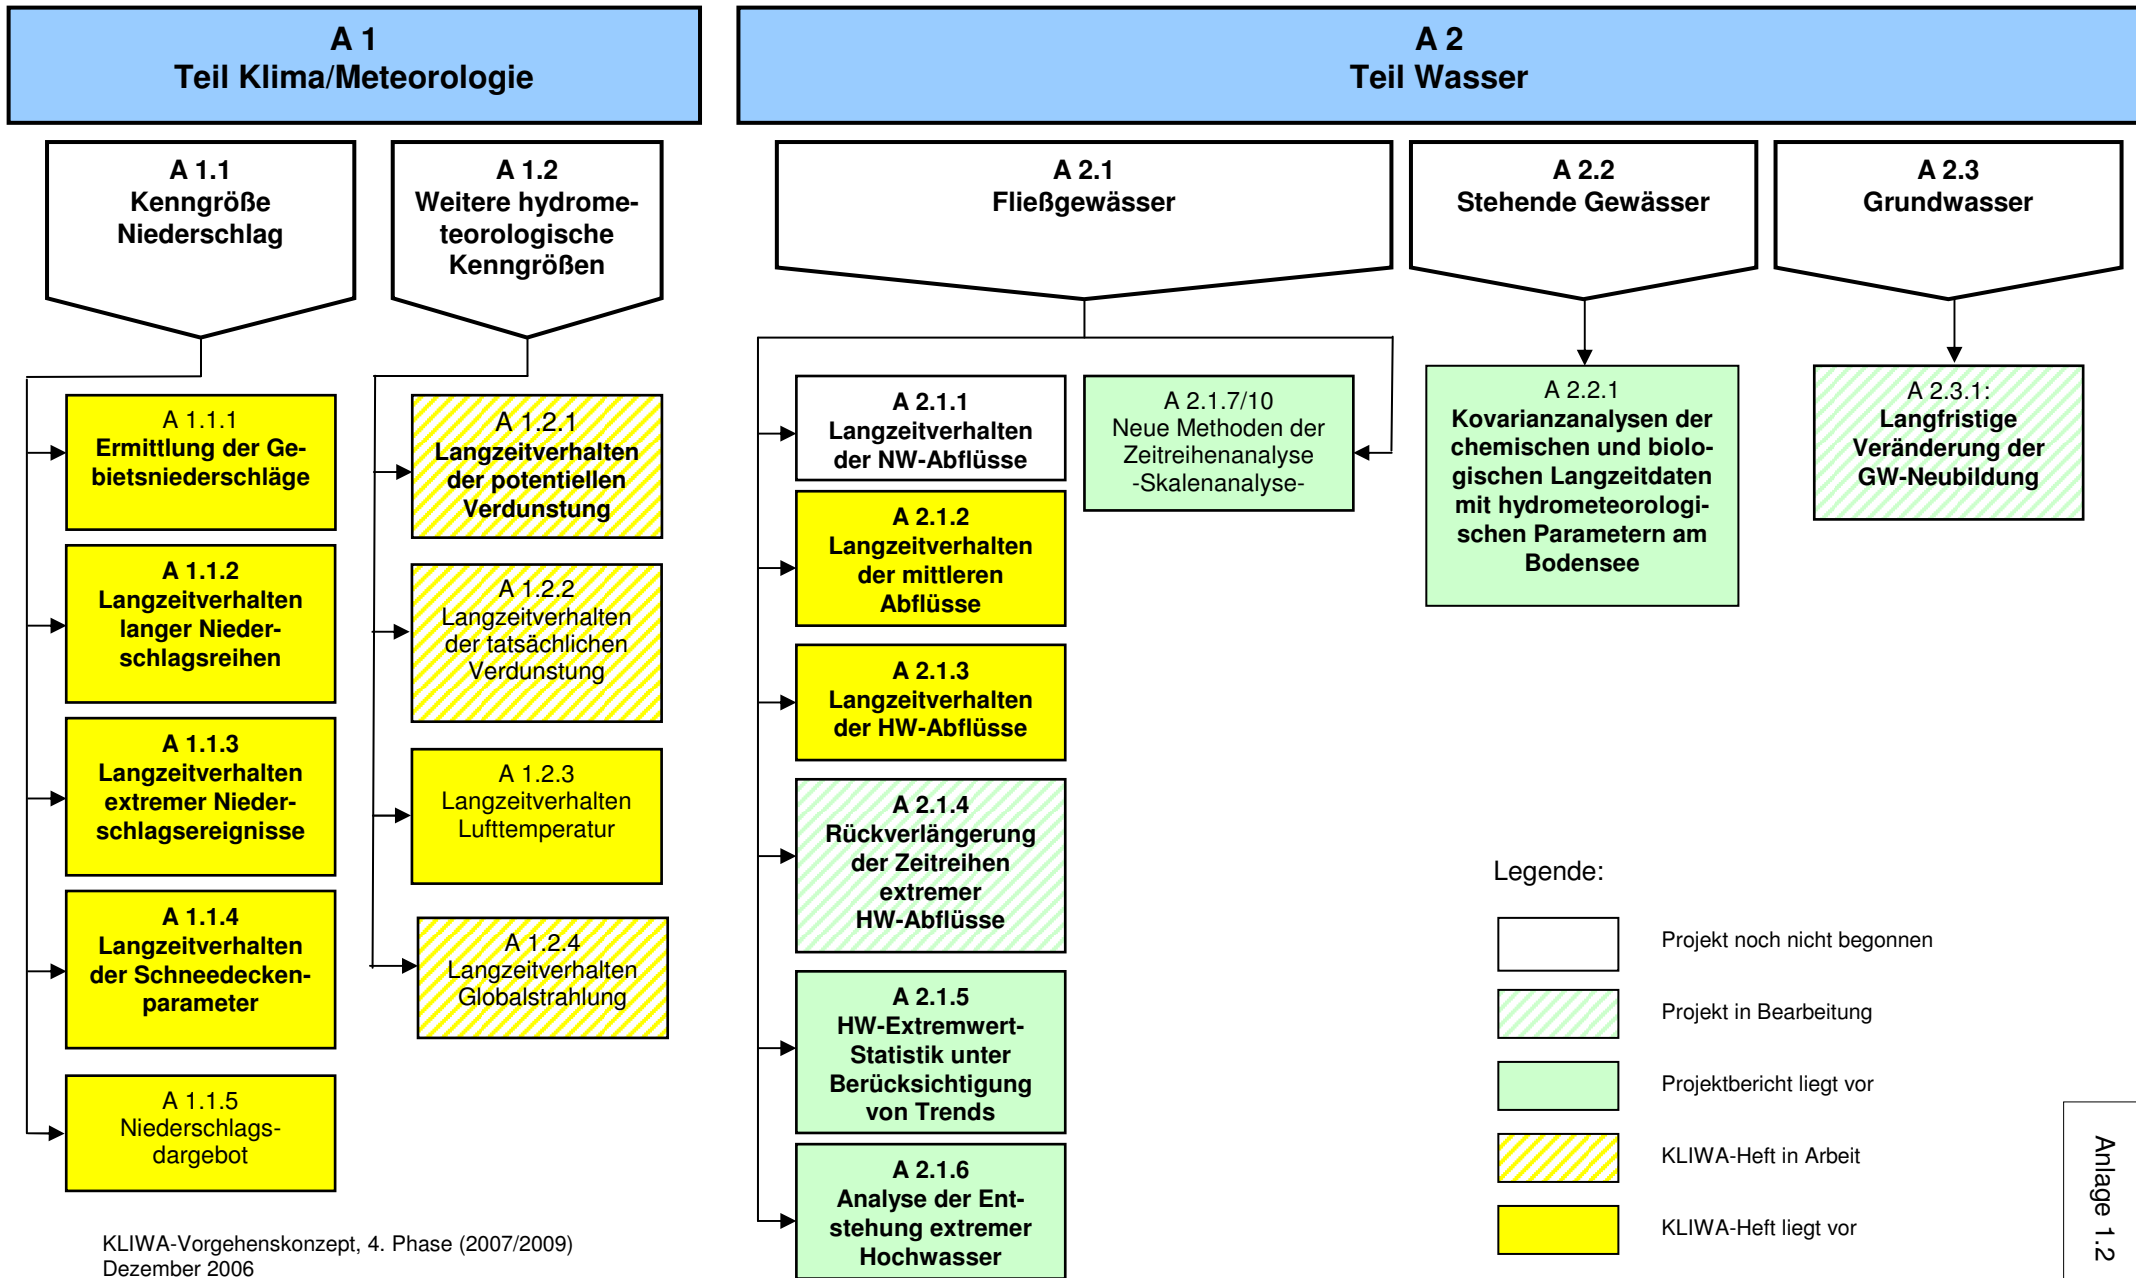 A 1
Teil Klima/Meteorologie
A 2
Teil Wasser
A 1.1
Kenngröße
Niederschlag
A 1.2
Weitere hydrome-
teorologische
Kenngrößen
A 2.1
Fließgewässer
A 2.2
Stehende Gewässer
A 2.3
Grundwasser
A 1.1.1
Ermittlung der Ge-
bietsniederschläge
A 1.1.2
Langzeitverhalten
langer Nieder-
schlagsreihen
A 1.1.3
Langzeitverhalten
extremer Nieder-
schlagsereignisse
A 1.1.4
Langzeitverhalten
der Schneedecken-
parameter
A 1.1.5
Niederschlags-
dargebot
A 1.2.1
Langzeitverhalten
der potentiellen
Verdunstung
A 1.2.2
Langzeitverhalten
der tatsächlichen
Verdunstung
A 1.2.3
Langzeitverhalten
Lufttemperatur
A 1.2.4
Langzeitverhalten
Globalstrahlung
A 2.1.1
Langzeitverhalten
der NW-Abflüsse
A 2.1.2
Langzeitverhalten
der mittleren
Abflüsse
A 2.1.3
Langzeitverhalten
der HW-Abflüsse
A 2.1.4
Rückverlängerung
der Zeitreihen
extremer
HW-Abflüsse
A 2.1.5
HW-Extremwert-
Statistik unter
Berücksichtigung
von Trends
A 2.1.6
Analyse der Ent-
stehung extremer
Hochwasser
A 2.1.7/10
Neue Methoden der
Zeitreihenanalyse
-Skalenanalyse-
A 2.2.1
Kovarianzanalysen der
chemischen und biolo-
gischen Langzeitdaten
mit hydrometeorologi-
schen Parametern am
Bodensee
A 2.3.1:
Langfristige
Veränderung der
GW-Neubildung
Legende:
Projekt noch nicht begonnen
Projekt in Bearbeitung
Projektbericht liegt vor
KLIWA-Heft in Arbeit
KLIWA-Heft liegt vor
Anlage 1.2
KLIWA-Vorgehenskonzept, 4. Phase (2007/2009)
Dezember 2006